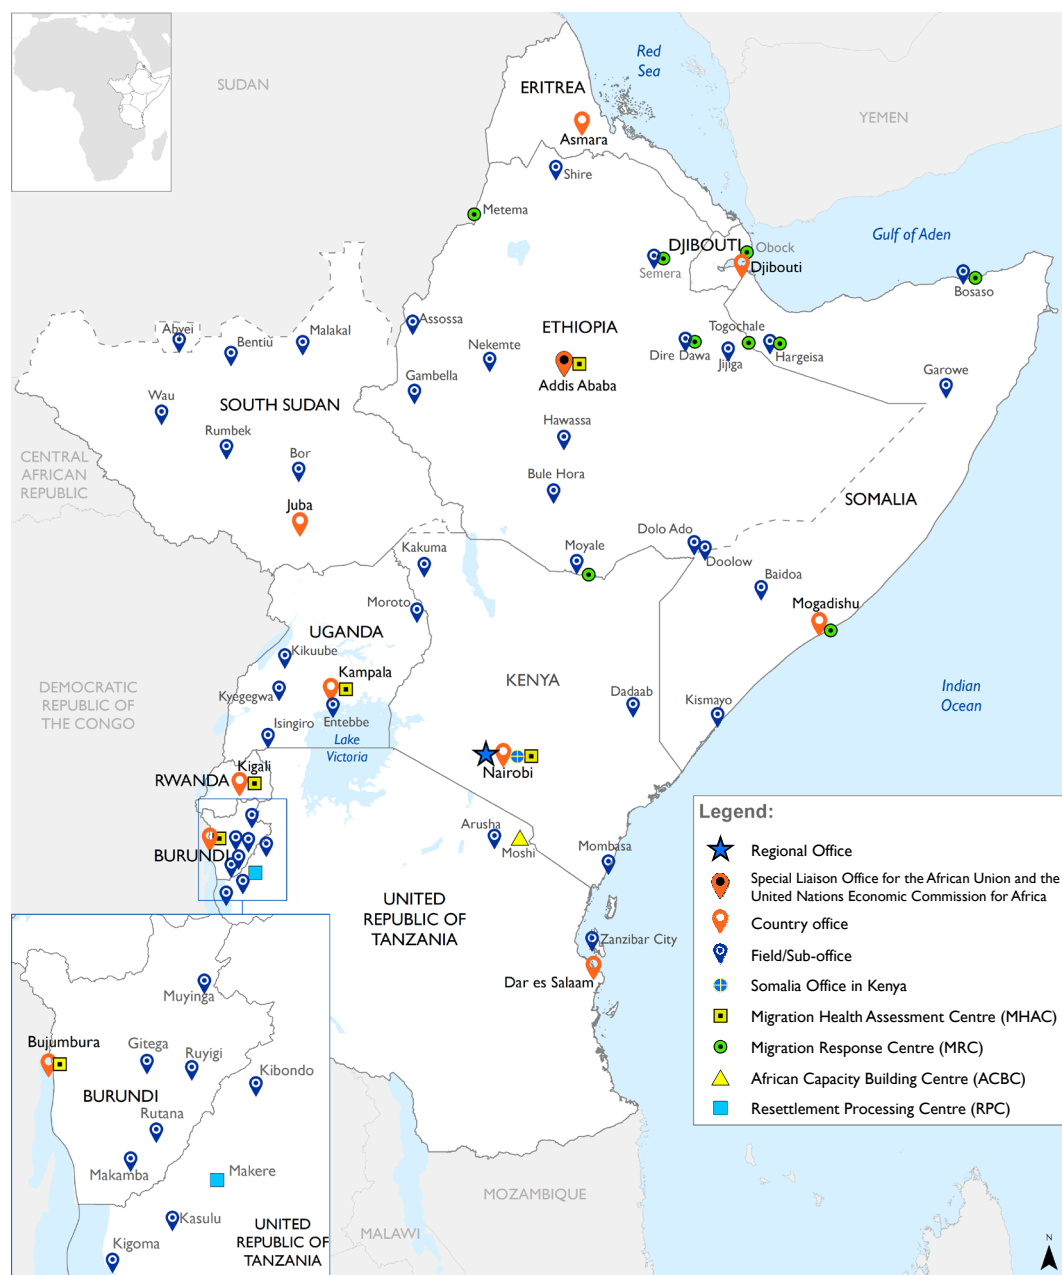 Red
Sea
SUDAN
ERITREA
YEMEN
Asmara
Shire
Metema
Gulf of Aden
DJIBOUTI
Obock
Semera
Djibouti
Bosaso
Assossa
Abyei
Malakal
Bentiu
ETHIOPIA
Togochale
Nekemte
Dire Dawa
Jijiga
Hargeisa
Addis Ababa
Gambella
Garowe
Wau
SOUTH SUDAN
Rumbek
Hawassa
Bor
CENTRAL
AFRICAN
REPUBLIC
Bule Hora
SOMALIA
Juba
Dolo Ado
Kakuma
Moyale
Doolow
Baidoa
Moroto
Mogadishu
UGANDA
Kikuube
Kampala
KENYA
DEMOCRATIC
REPUBLIC OF
THE CONGO
Kyegegwa
Dadaab
Kismayo
Indian
Ocean
Isingiro
Entebbe
Lake
Victoria
Kigali
RWANDA
Nairobi
Arusha
Moshi
Mombasa
BURUNDI
UNITED
REPUBLIC OF
TANZANIA
Zanzibar City
Dar es Salaam
Legend:
Regional Office
Special Liaison Office for the African Union and the
United Nations Economic Commission for Africa
Country office
Field/Sub-office
Somalia Office in Kenya
Migration Health Assessment Centre (MHAC)
Migration Response Centre (MRC)
African Capacity Building Centre (ACBC)
Resettlement Processing Centre (RPC)
Muyinga
Bujumbura
Gitega
Ruyigi
Kibondo
BURUNDI
Rutana
Makamba
Makere
Kasulu
Kigoma
UNITED
REPUBLIC OF
TANZANIA
MOZAMBIQUE
MALAWI
N